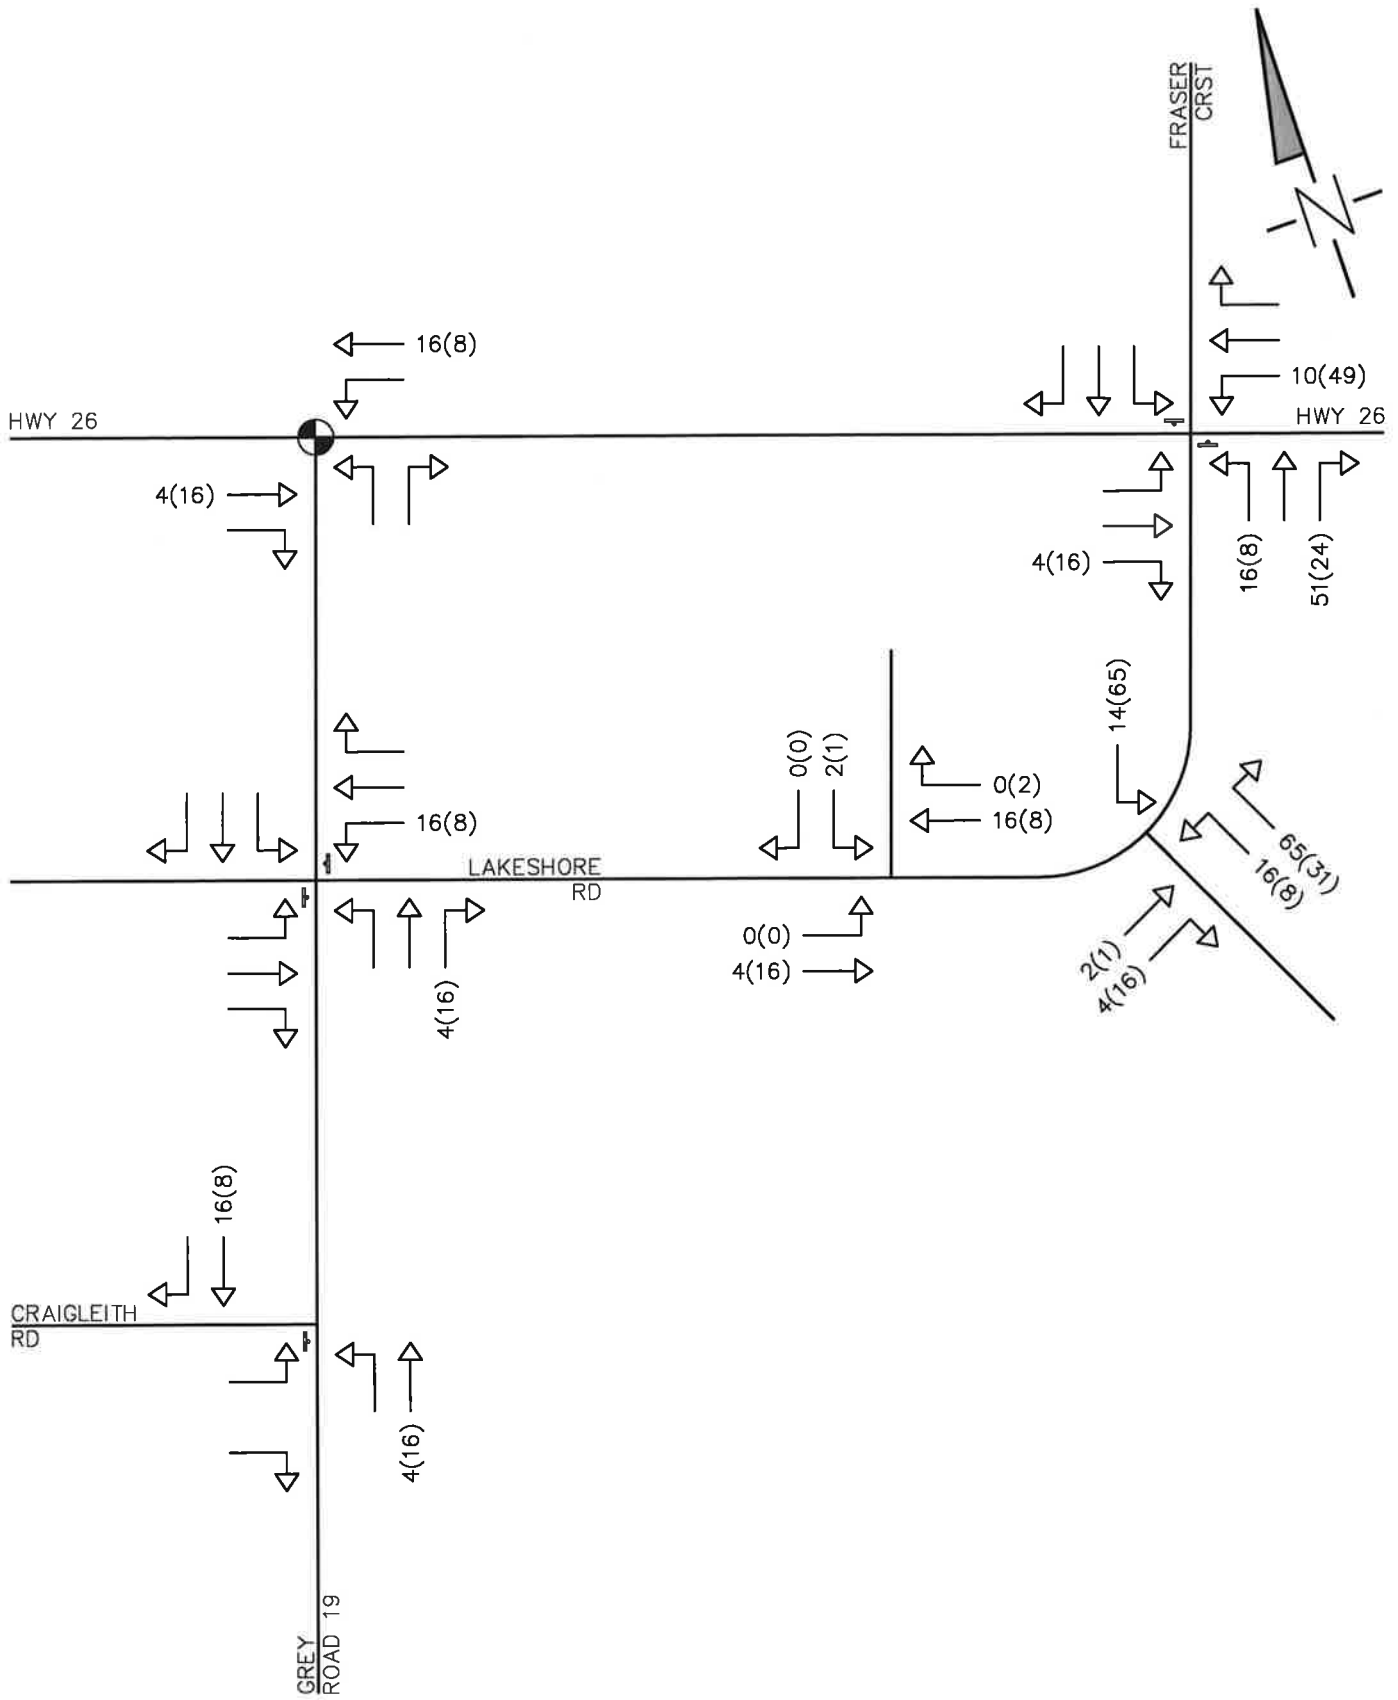 FRASER
CRST
N
16(8)
10(49)
HWY 26
HWY 26
4(16)
4(16)
16(8)
51(24)
14(65)
0(0)
2(1)
0(2)
16(8)
16(8)
65(31)
16(8)
LAKESHORE
RD
0(0)
4(16)
2(1)
4(16)
4(16)
16(8)
CRAIGLEITH
RD
4(16)
GREY
ROAD 19